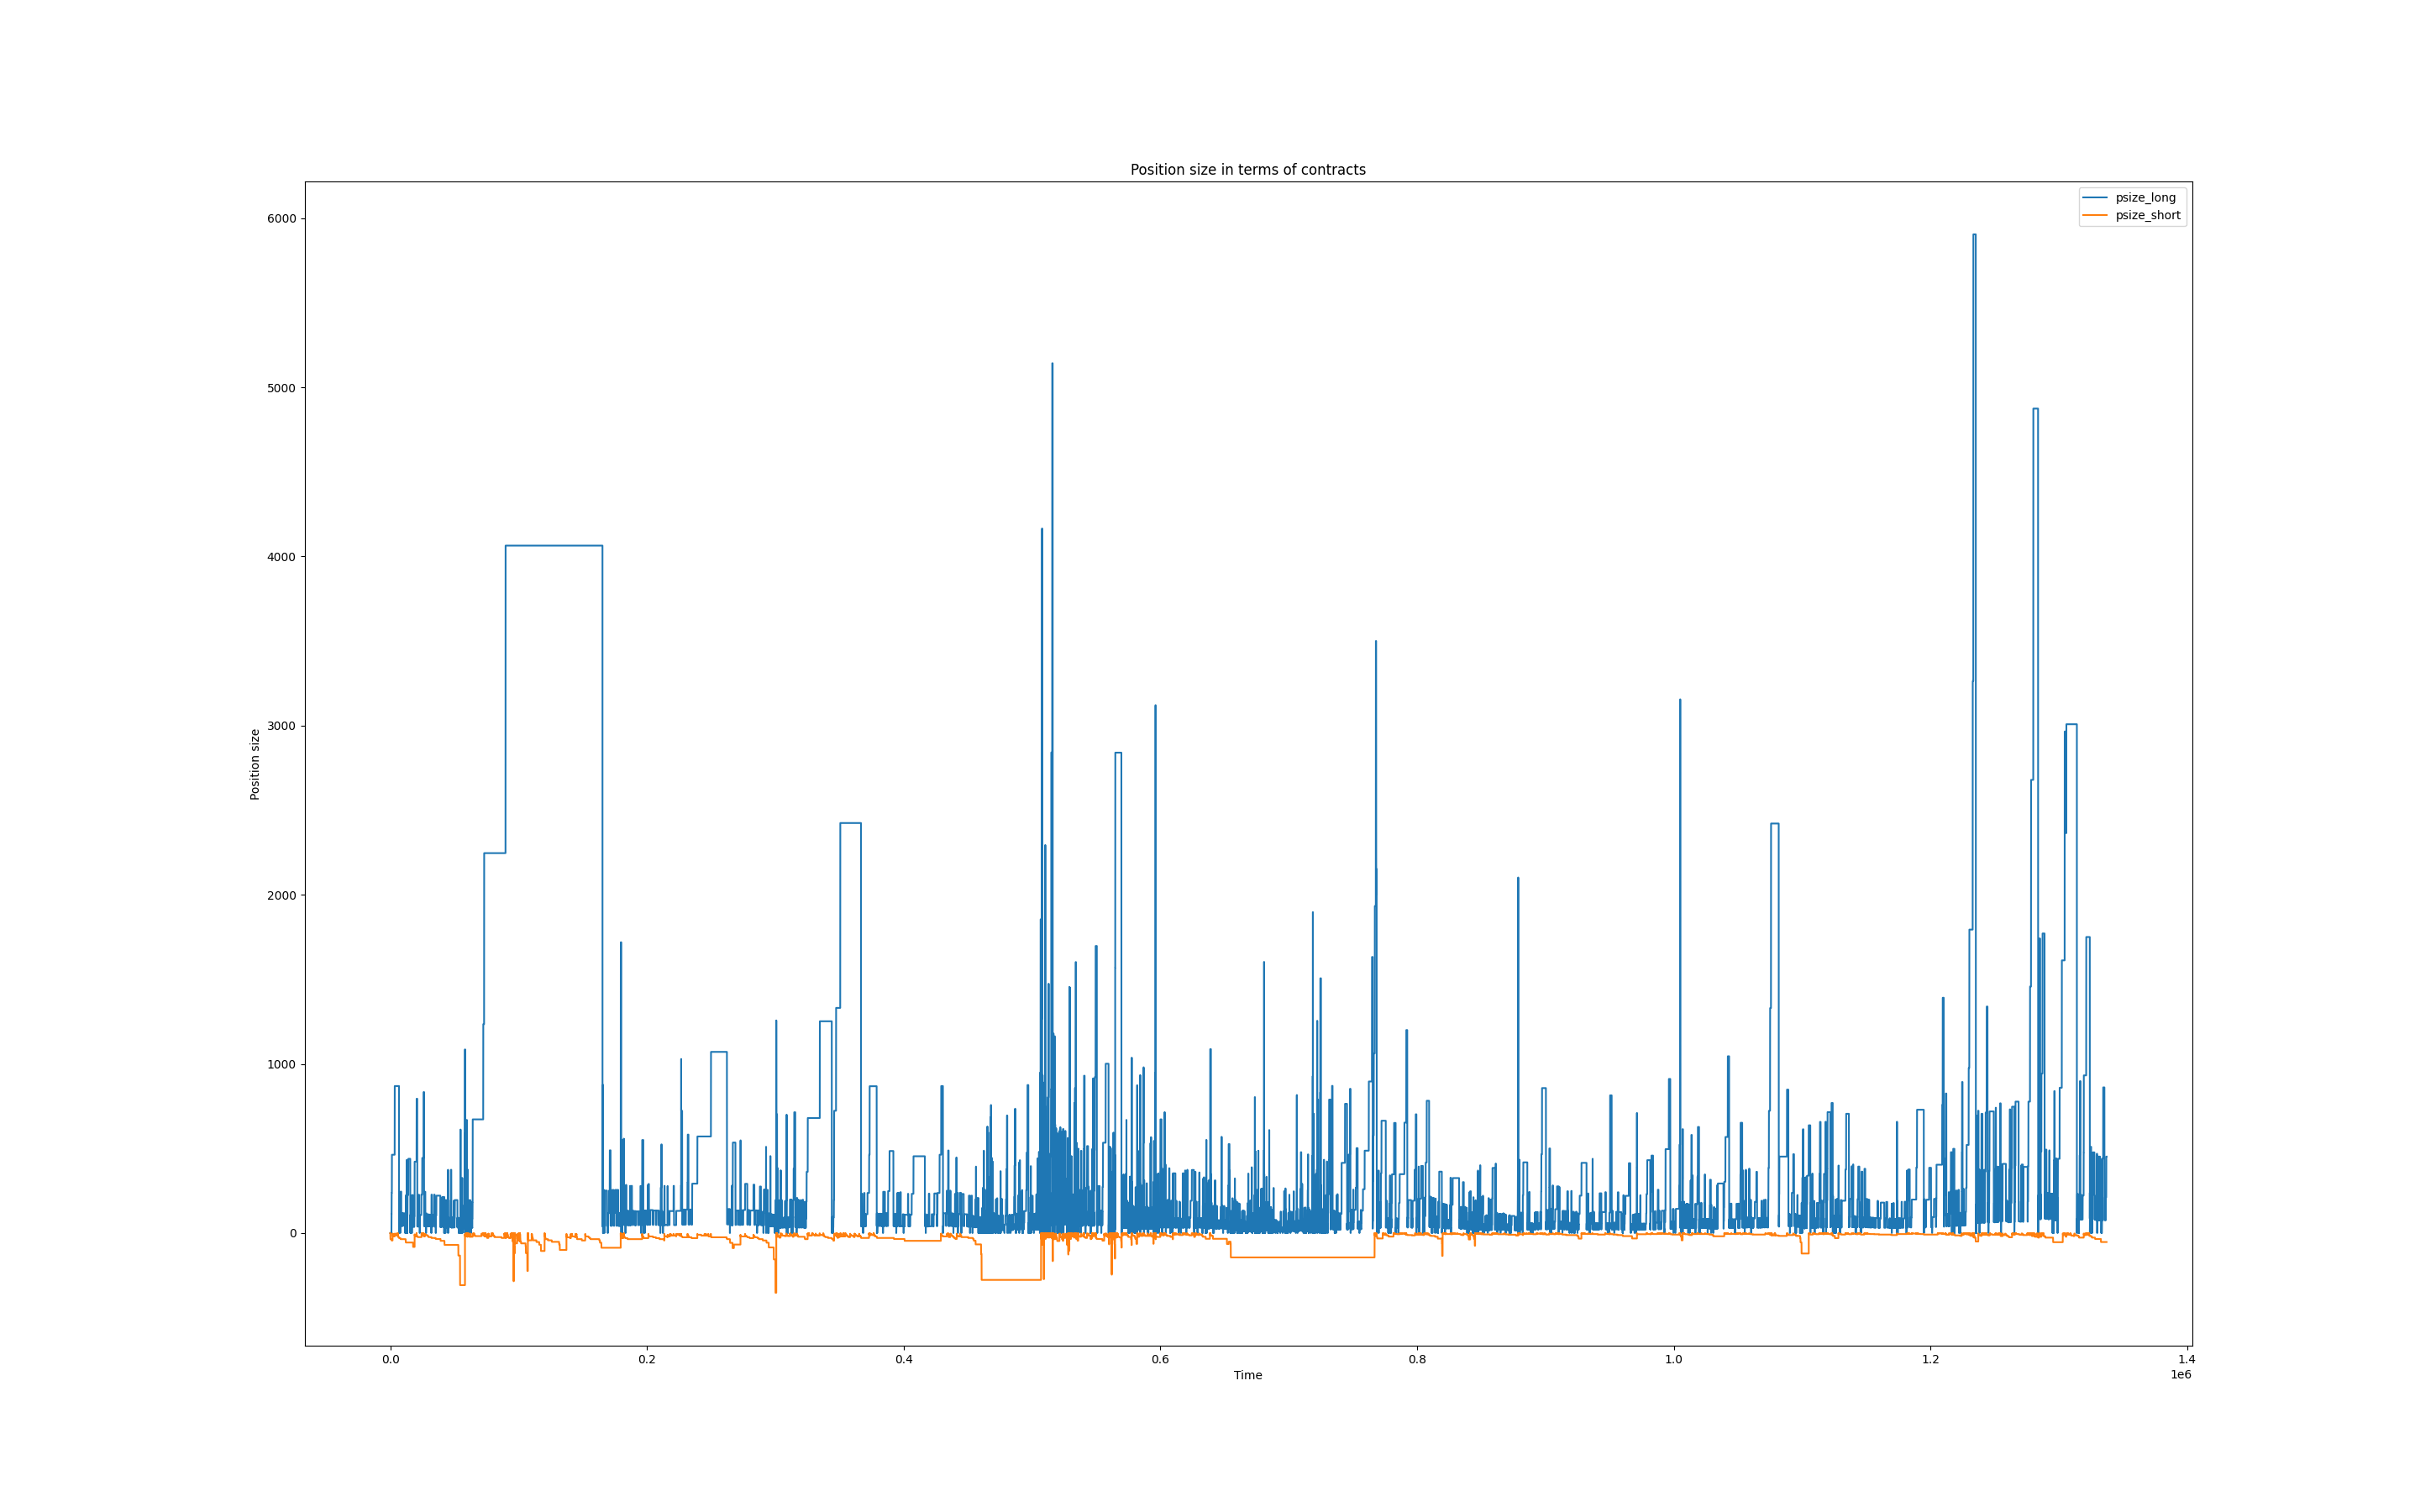 Position size in terms of contracts
psize_long
psize_short
6000
5000
4000
3000
2000
1000
0
Position size
0.0 0.2 0.4 0.6 0.8 1.0 1.2 1.4
Time
1e6